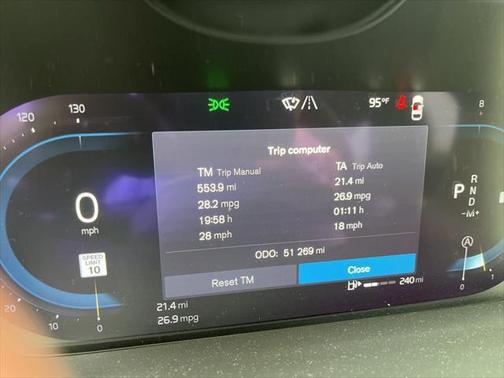 120 130
95°F
8
Trip computer
TM Trip Manual TA Trip Auto
553.9 mi 21.4 mi
28.2 mpg 26.9 mpg
19:58 h 01:11 h
28 mph 18 mph
ODO: 51 269 mi
Reset TM Close
0
mph
SPEED
LIMIT
10
P R
N
D
A
20
10
0
21.4 mi
26.9 mpg
240 mi
0